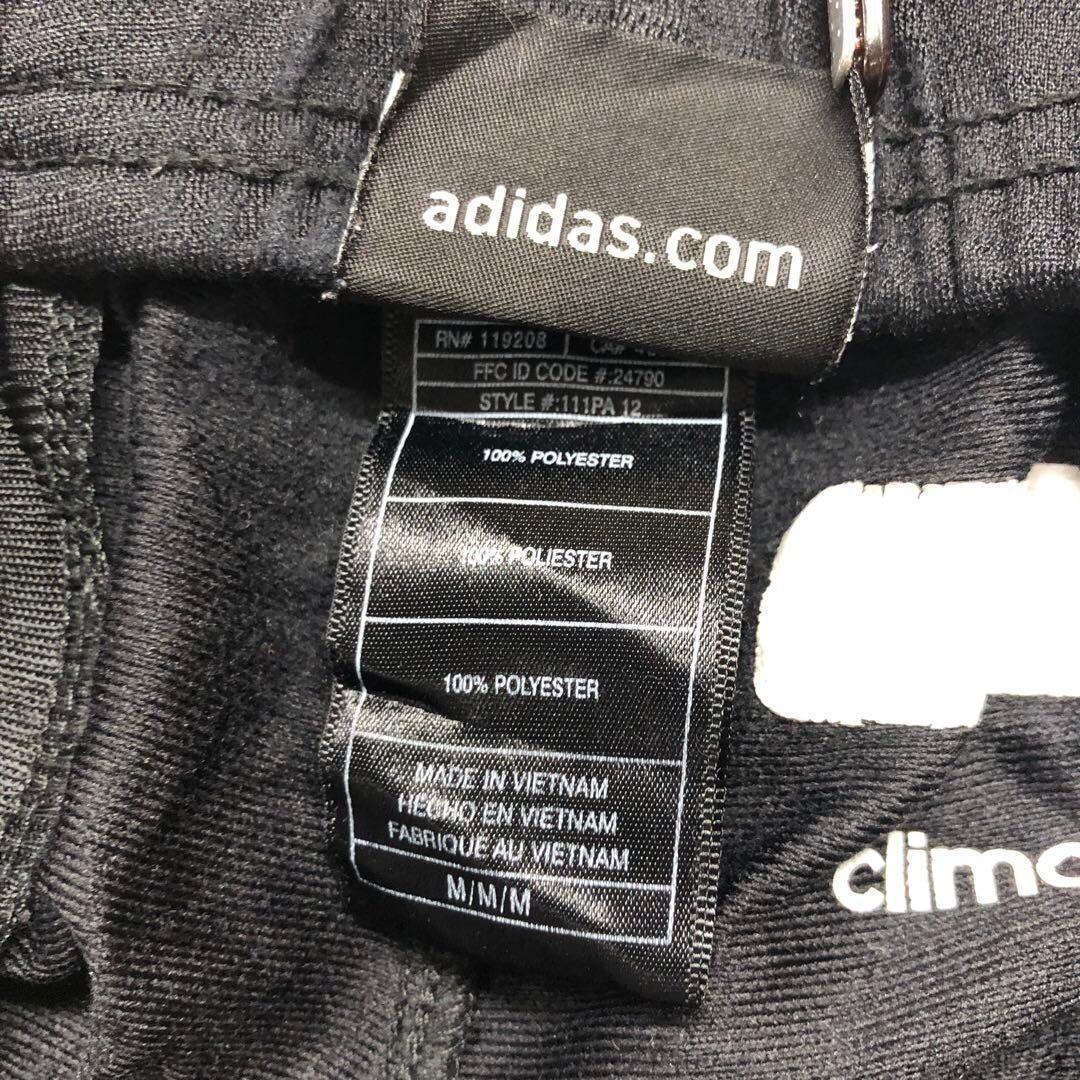 adidas.com
RN# 119208
FFC ID CODE #:24790
STYLE #:111PA 12
100% POLYESTER
100% POLIESTER
100% POLYESTER
MADE IN VIETNAM
HECHO EN VIETNAM
FABRIQUE AU VIETNAM
M/M/M
clim